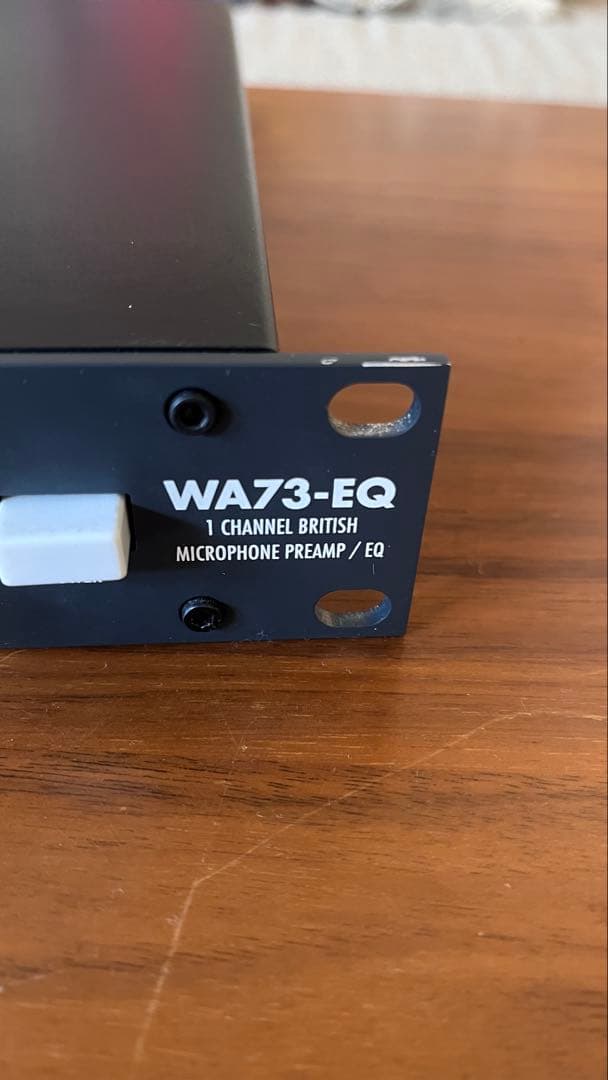 WA73-EQ
1 CHANNEL BRITISH
MICROPHONE PREAMP / EQ